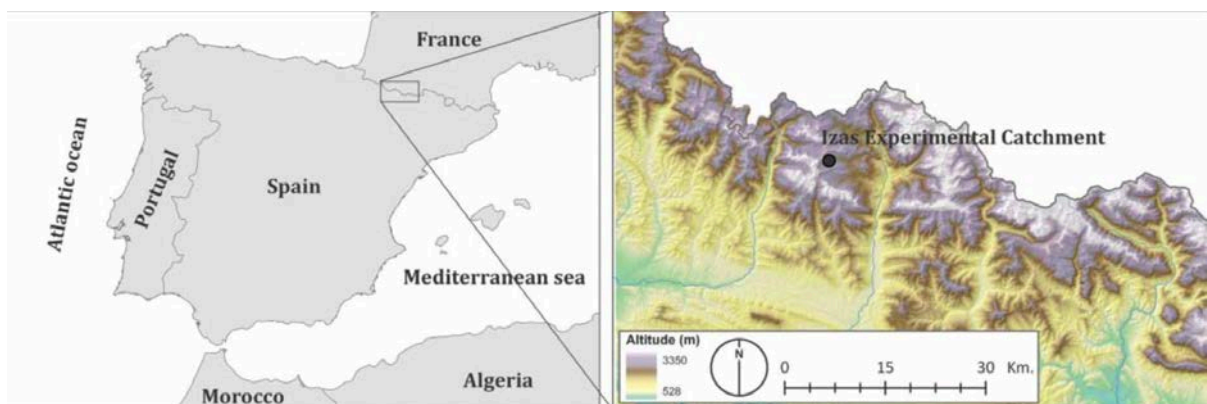 France
Atlantic ocean
Portugal
Spain
Mediterranean sea
Morocco
Algeria
Izas Experimental Catchment
Altitude (m)
3350
528
N
0 15 30 Km.